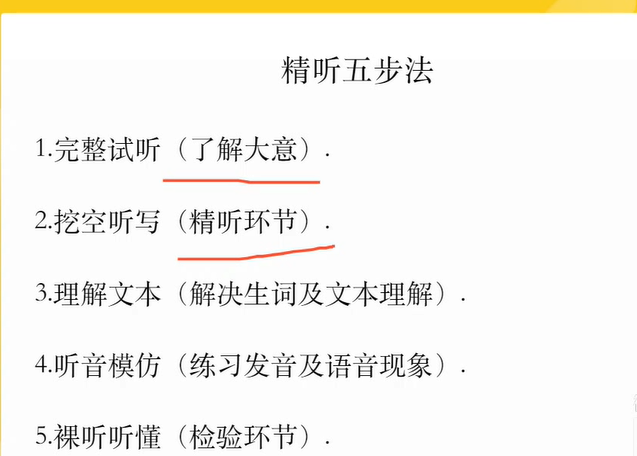 精听五步法
1.完整试听（了解大意）.
2.挖空听写（精听环节）.
3.理解文本（解决生词及文本理解）.
4.听音模仿（练习发音及语音现象）.
5.裸听听懂（检验环节）.